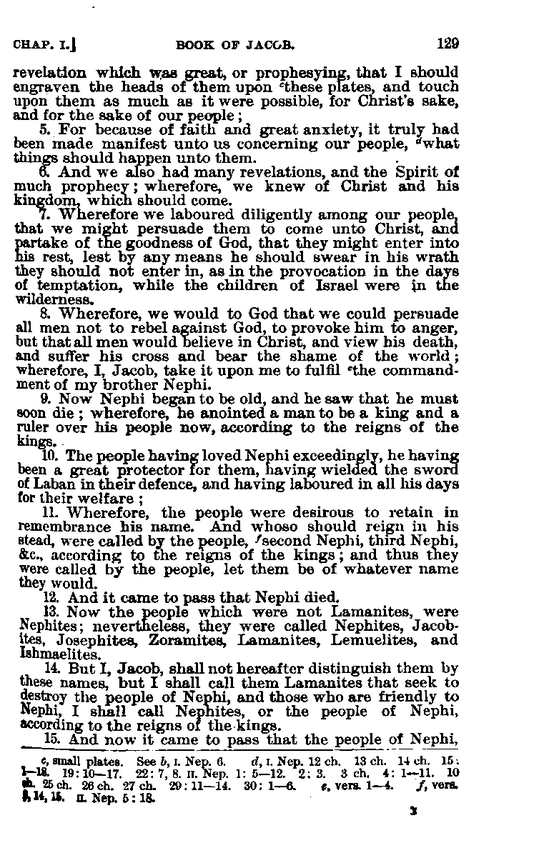 CHAP. I.] BOOK OF JACOB. 129
revelation which was great, or prophesying, that I should
engraven the heads of them upon ᶜthese plates, and touch
upon them as much as it were possible, for Christ's sake,
and for the sake of our people;
5. For because of faith and great anxiety, it truly had
been made manifest unto us concerning our people, ᵈwhat
things should happen unto them.
6. And we also had many revelations, and the Spirit of
much prophecy; wherefore, we knew of Christ and his
kingdom, which should come.
7. Wherefore we laboured diligently among our people,
that we might persuade them to come unto Christ, and
partake of the goodness of God, that they might enter into
his rest, lest by any means he should swear in his wrath
they should not enter in, as in the provocation in the days
of temptation, while the children of Israel were in the
wilderness.
8. Wherefore, we would to God that we could persuade
all men not to rebel against God, to provoke him to anger,
but that all men would believe in Christ, and view his death,
and suffer his cross and bear the shame of the world;
wherefore, I, Jacob, take it upon me to fulfil ᵉthe command-
ment of my brother Nephi.
9. Now Nephi began to be old, and he saw that he must
soon die; wherefore, he anointed a man to be a king and a
ruler over his people now, according to the reigns of the
kings.
10. The people having loved Nephi exceedingly, he having
been a great protector for them, having wielded the sword
of Laban in their defence, and having laboured in all his days
for their welfare;
11. Wherefore, the people were desirous to retain in
remembrance his name. And whoso should reign in his
stead, were called by the people, ᶠsecond Nephi, third Nephi,
&c., according to the reigns of the kings; and thus they
were called by the people, let them be of whatever name
they would.
12. And it came to pass that Nephi died.
13. Now the people which were not Lamanites, were
Nephites; nevertheless, they were called Nephites, Jacob-
ites, Josephites, Zoramites, Lamanites, Lemuelites, and
Ishmaelites.
14. But I, Jacob, shall not hereafter distinguish them by
these names, but I shall call them Lamanites that seek to
destroy the people of Nephi, and those who are friendly to
Nephi, I shall call Nephites, or the people of Nephi,
according to the reigns of the kings.
15. And now it came to pass that the people of Nephi,
c, small plates. See b, I. Nep. 6. d, I. Nep. 12 ch. 13 ch. 14 ch. 15:
1—18. 19: 10—17. 22: 7, 8. II. Nep. 1: 5—12. 2: 3. 3 ch. 4: 1—11. 10
ch. 25 ch. 26 ch. 27 ch. 29: 11—14. 30: 1—6. e, vers. 1—4. f, vers.
9, 14, 15. II. Nep. 5: 18.